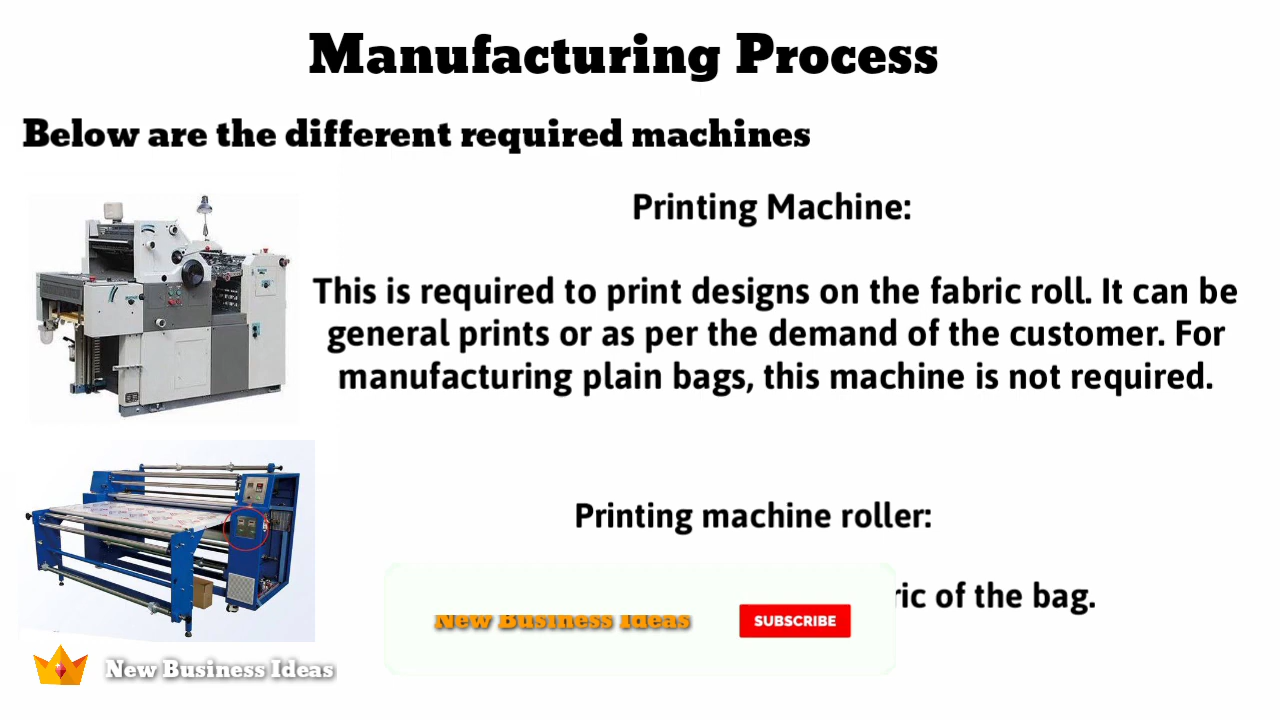 Manufacturing Process
Below are the different required machines
Printing Machine:
This is required to print designs on the fabric roll. It can be
general prints or as per the demand of the customer. For
manufacturing plain bags, this machine is not required.
Printing machine roller:
of the bag.
New Business Ideas
SUBSCRIBE
New Business Ideas